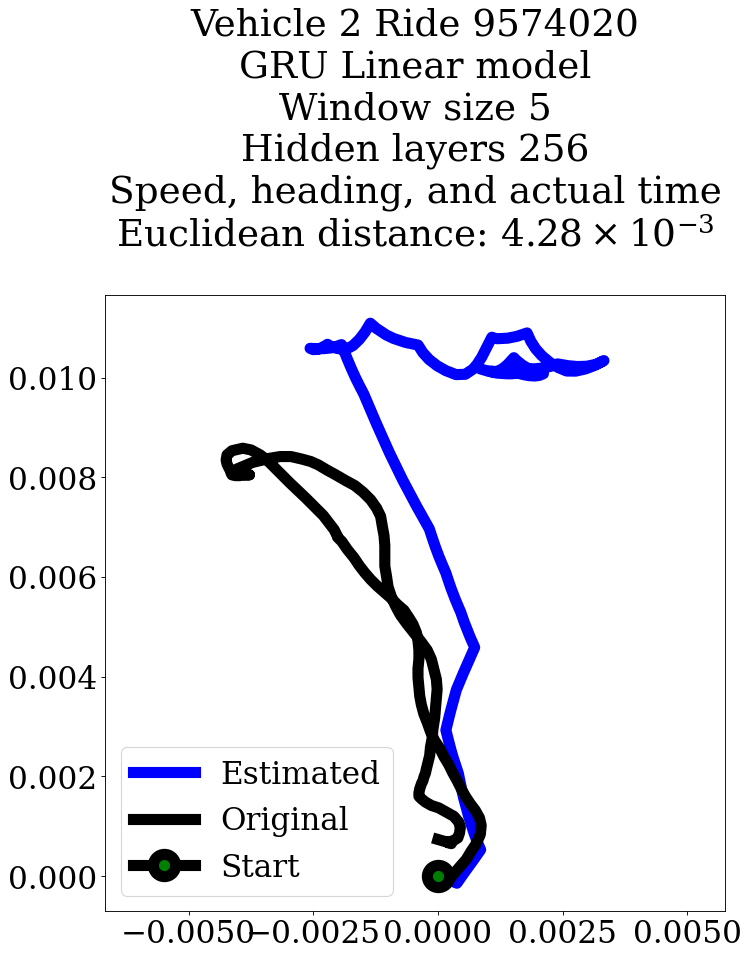 Vehicle 2 Ride 9574020
GRU Linear model
Window size 5
Hidden layers 256
Speed, heading, and actual time
Euclidean distance: 4.28 × 10⁻³
0.010
0.008
0.006
0.004
0.002
0.000
Estimated
Original
Start
−0.0050 −0.0025 0.0000 0.0025 0.0050